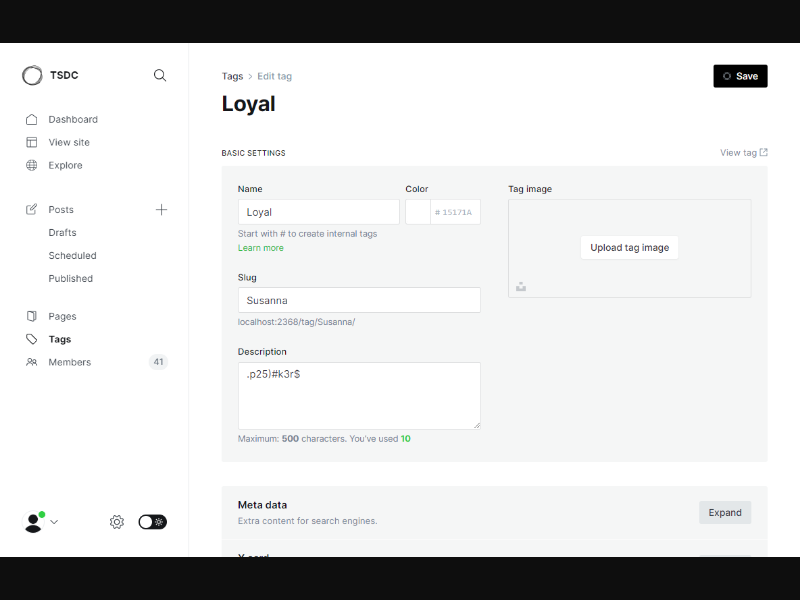 TSDC
Dashboard
View site
Explore
Posts
Drafts
Scheduled
Published
Pages
Tags
Members 41
Tags > Edit tag
Save
Loyal
BASIC SETTINGS
View tag
Name
Color
Tag image
Loyal
# 15171A
Start with # to create internal tags
Learn more
Upload tag image
Slug
Susanna
localhost:2368/tag/Susanna/
Description
.p25)#k3r$
Maximum: 500 characters. You've used 10
Meta data
Extra content for search engines.
Expand
X card